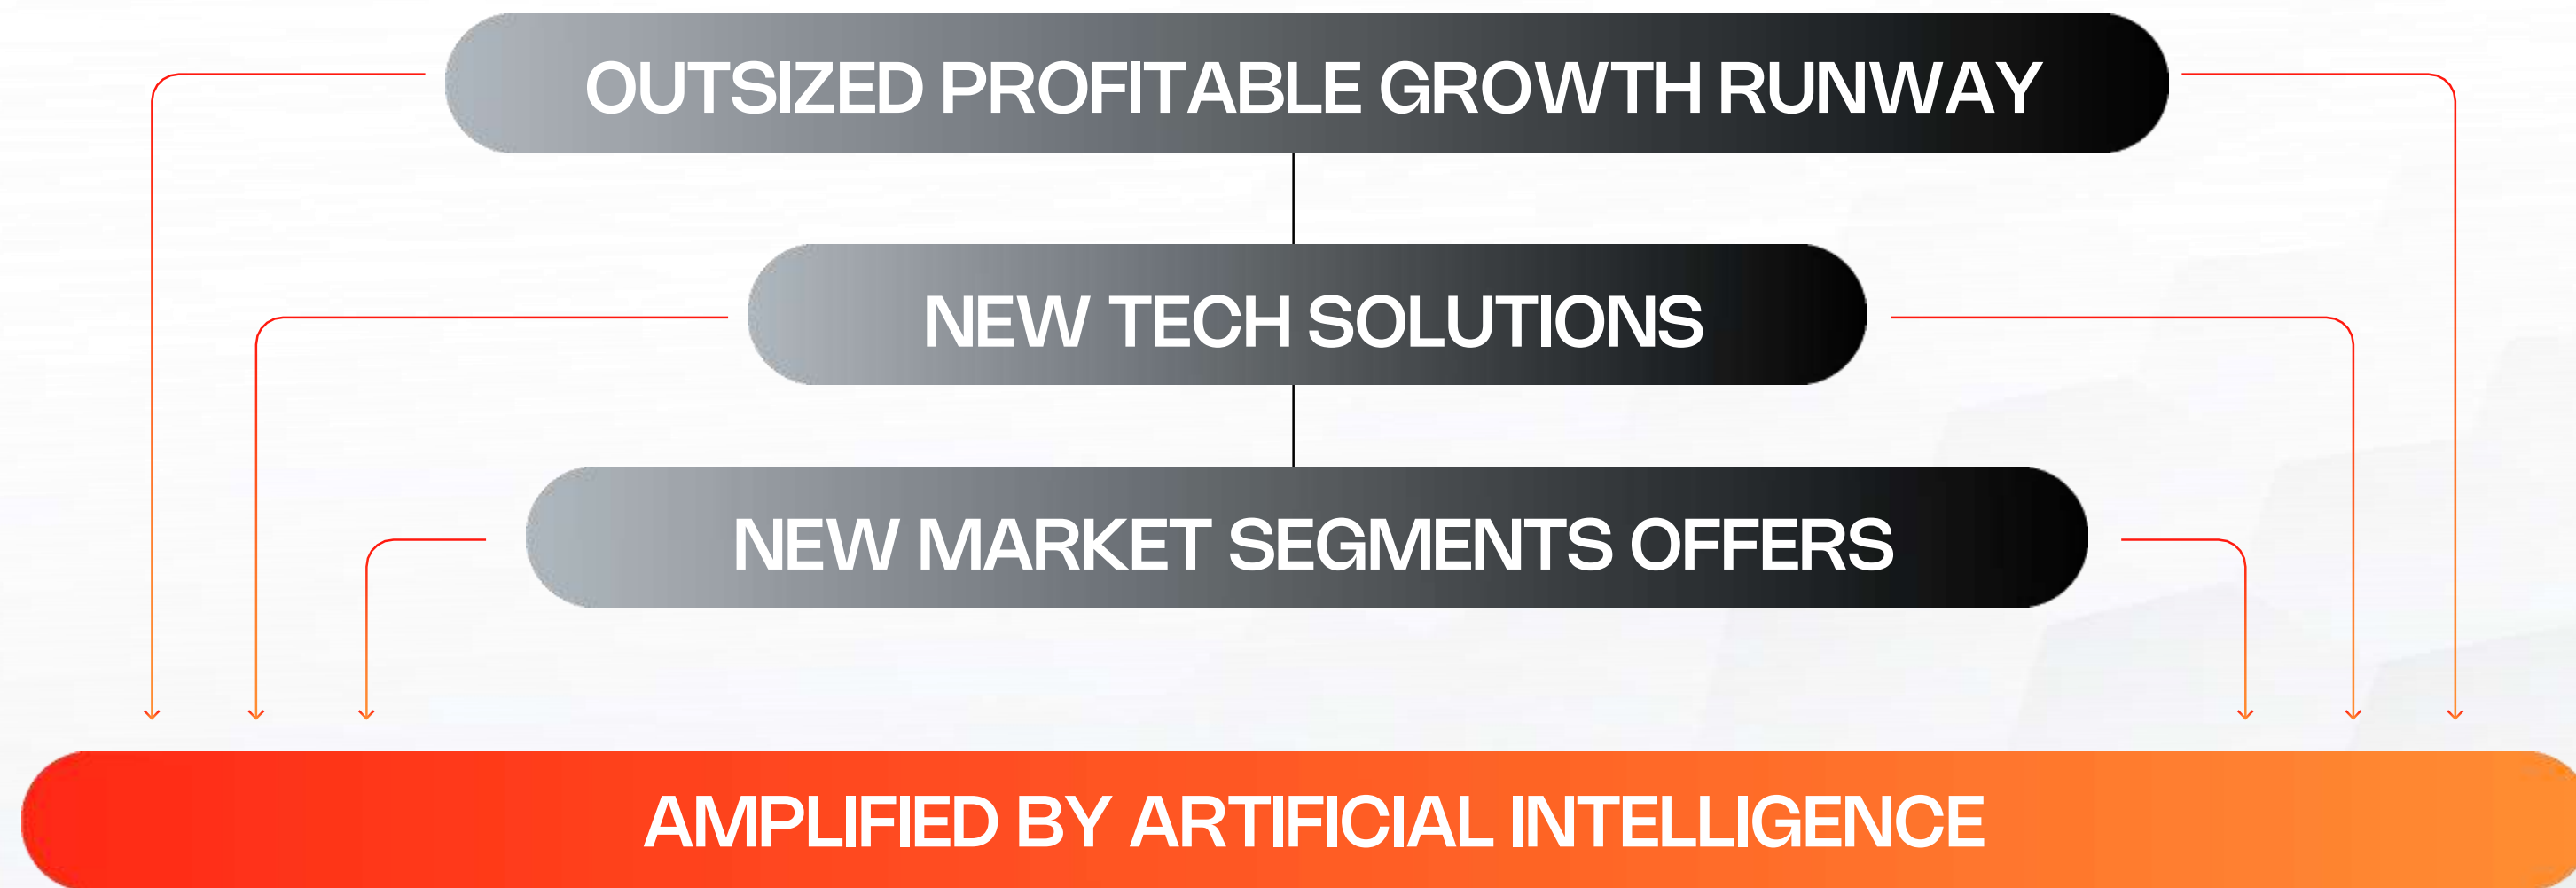 OUTSIZED PROFITABLE GROWTH RUNWAY
NEW TECH SOLUTIONS
NEW MARKET SEGMENTS OFFERS
AMPLIFIED BY ARTIFICIAL INTELLIGENCE